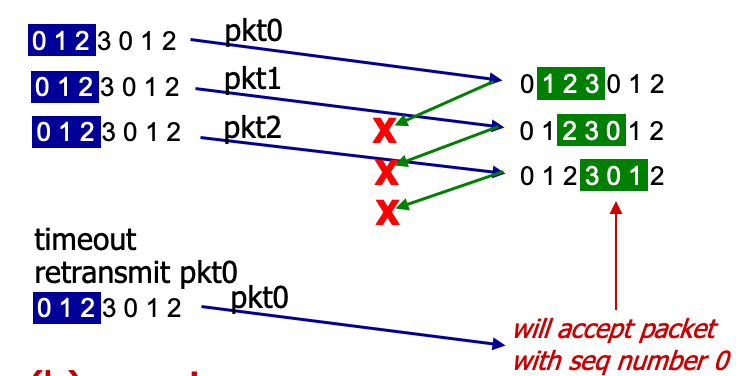 0 1 2 3 0 1 2
pkt0
0 1 2 3 0 1 2
0 1 2 3 0 1 2
pkt1
0 1 2 3 0 1 2
0 1 2 3 0 1 2
pkt2
X
0 1 2 3 0 1 2
X
X
timeout
retransmit pkt0
0 1 2 3 0 1 2
pkt0
will accept packet
with seq number 0